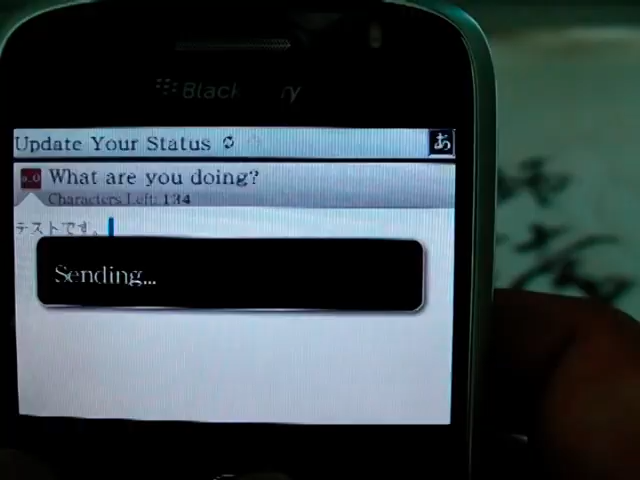 BlackBerry
Update Your Status
あ
What are you doing?
Characters Left: 134
テストです。
Sending...